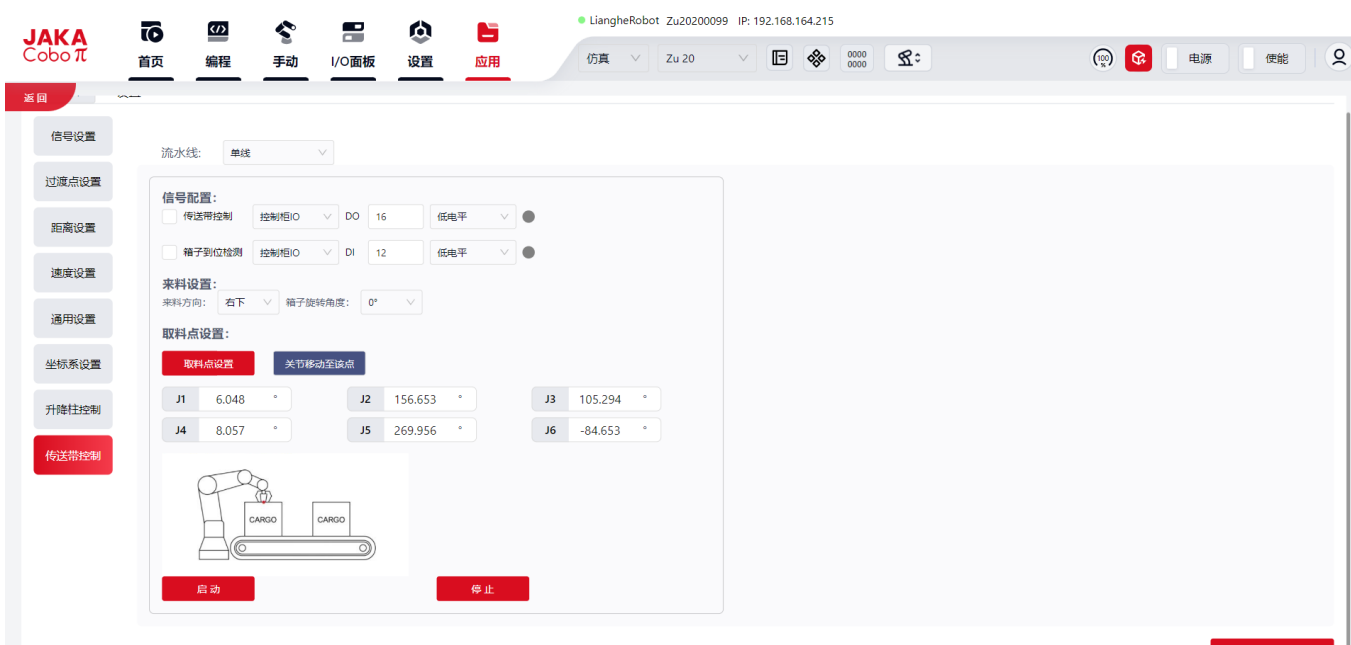 LiangheRobot Zu20200099 IP: 192.168.164.215
JAKA
Cobo π
首页 编程 手动 I/O面板 设置 应用
仿真 Zu 20 0000 0000 100 % 电源 使能
返回
信号设置
过渡点设置
距离设置
速度设置
通用设置
坐标系设置
升降柱控制
传送带控制
流水线: 单线
信号配置:
传送带控制 控制柜IO DO 16 低电平
箱子到位检测 控制柜IO DI 12 低电平
来料设置:
来料方向: 右下 箱子旋转角度: 0°
取料点设置:
取料点设置 关节移动至该点
J1 6.048 ° J2 156.653 ° J3 105.294 °
J4 8.057 ° J5 269.956 ° J6 -84.653 °
CARGO CARGO
启动 停止